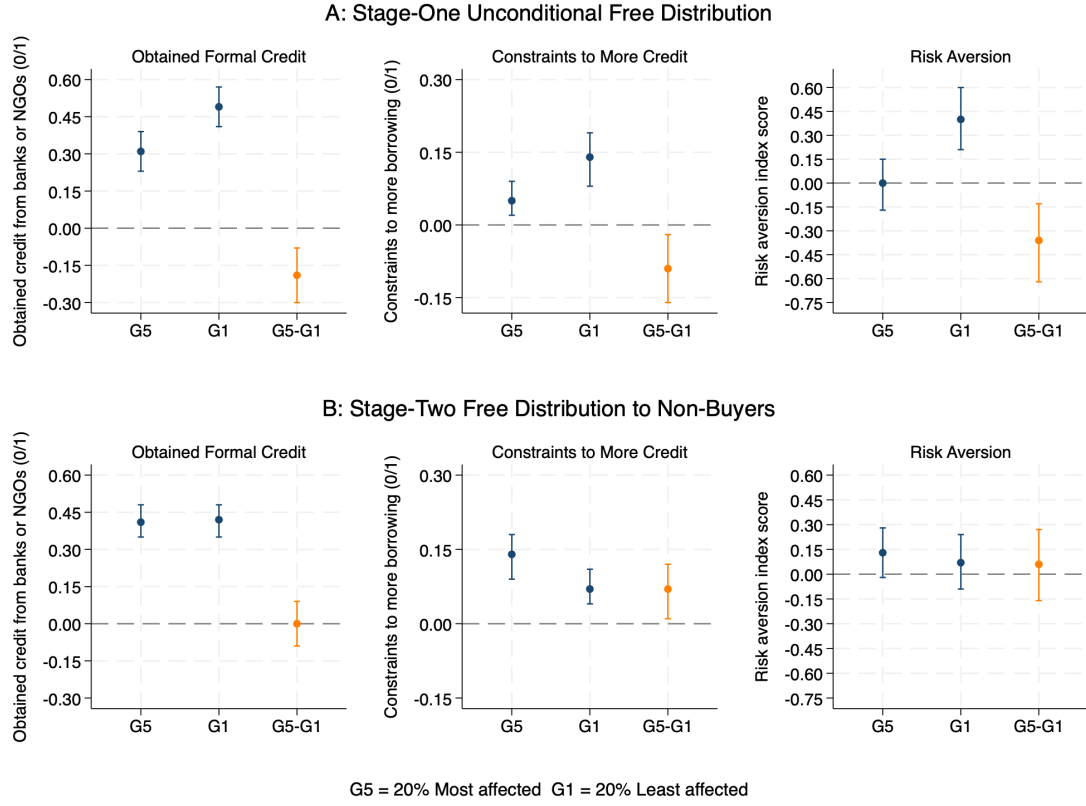 A: Stage-One Unconditional Free Distribution
Obtained Formal Credit
Obtained credit from banks or NGOs (0/1)
0.60
0.45
0.30
0.15
0.00
-0.15
-0.30
G5
G1
G5-G1
Constraints to More Credit
Constraints to more borrowing (0/1)
0.30
0.15
0.00
-0.15
G5
G1
G5-G1
Risk Aversion
Risk aversion index score
0.60
0.45
0.30
0.15
0.00
-0.15
-0.30
-0.45
-0.60
-0.75
G5
G1
G5-G1
B: Stage-Two Free Distribution to Non-Buyers
Obtained Formal Credit
Obtained credit from banks or NGOs (0/1)
0.60
0.45
0.30
0.15
0.00
-0.15
-0.30
G5
G1
G5-G1
Constraints to More Credit
Constraints to more borrowing (0/1)
0.30
0.15
0.00
-0.15
G5
G1
G5-G1
Risk Aversion
Risk aversion index score
0.60
0.45
0.30
0.15
0.00
-0.15
-0.30
-0.45
-0.60
-0.75
G5
G1
G5-G1
G5 = 20% Most affected G1 = 20% Least affected